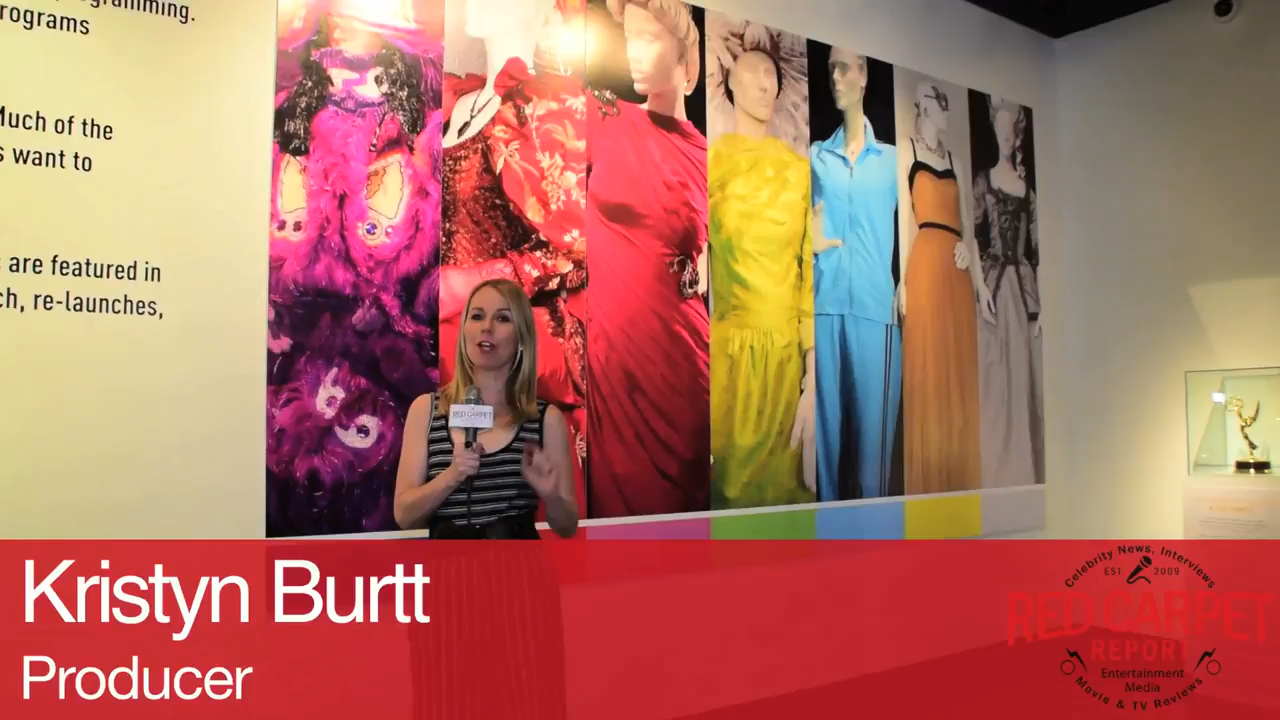 gramming.
rograms
Much of the
s want to
s are featured in
ch, re-launches,
RED CARPET
Kristyn Burtt
Producer
Celebrity News, Interviews
EST. 2009
RED CARPET
REPORT
Entertainment
Media
Movie & TV Reviews